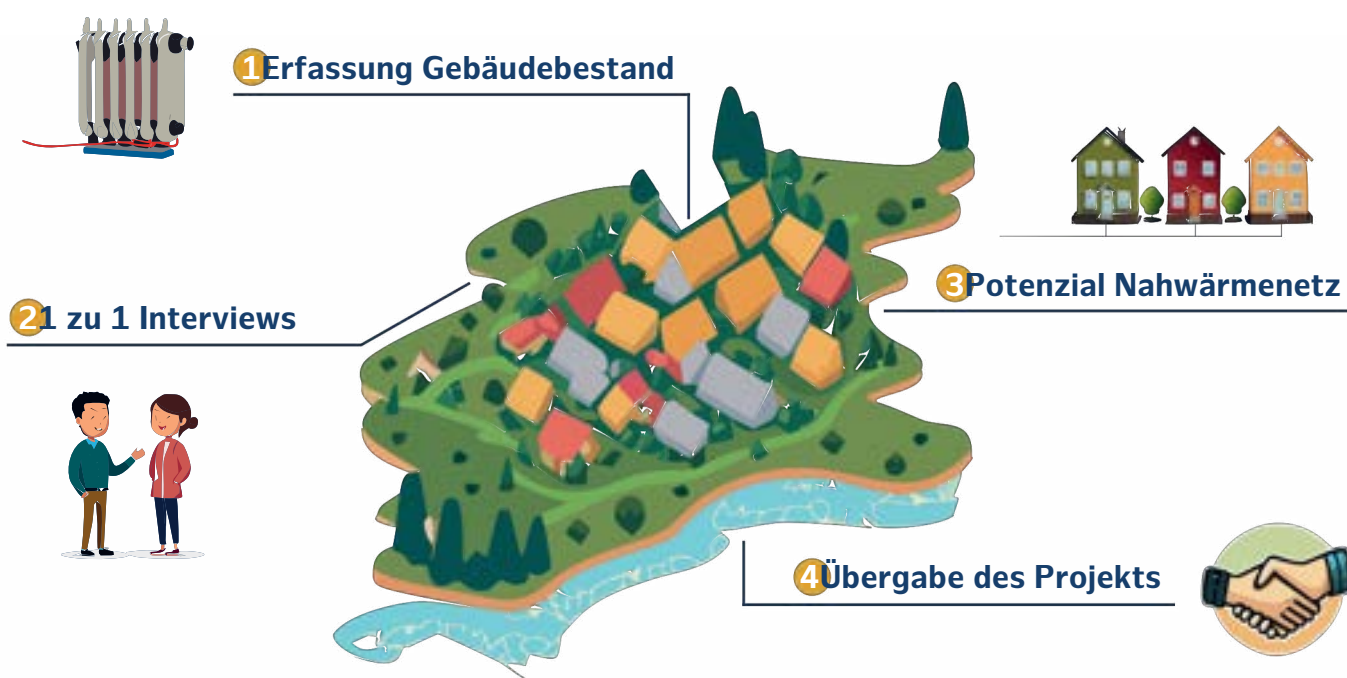 1 Erfassung Gebäudebestand
2 1 zu 1 Interviews
3 Potenzial Nahwärmenetz
4 Übergabe des Projekts